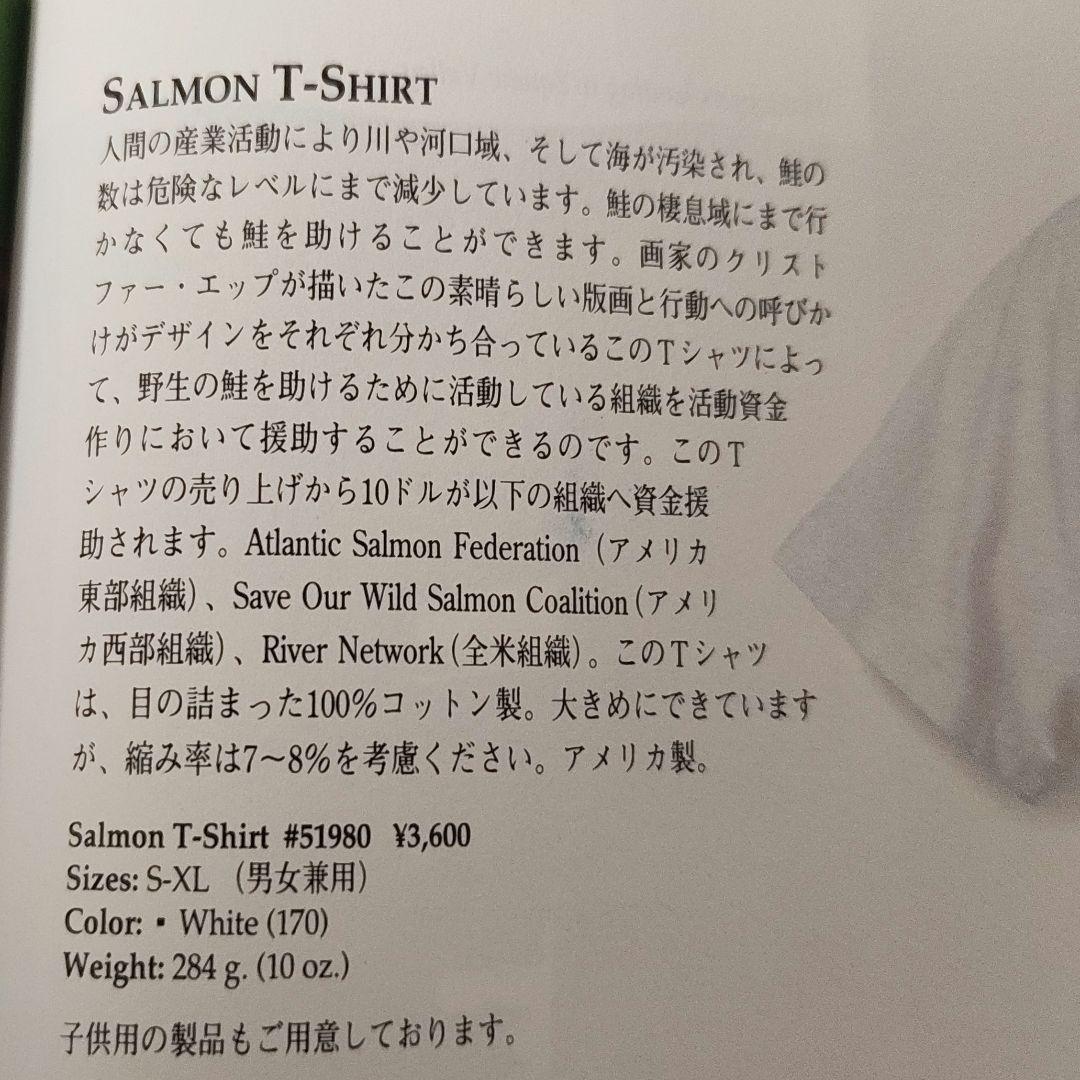 SALMON T-SHIRT
人間の産業活動により川や河口域、そして海が汚染され、鮭の
数は危険なレベルにまで減少しています。鮭の棲息域にまで行
かなくても鮭を助けることができます。画家のクリスト
ファー・エップが描いたこの素晴らしい版画と行動への呼びか
けがデザインをそれぞれ分かち合っているこのTシャツによっ
て、野生の鮭を助けるために活動している組織を活動資金
作りにおいて援助することができるのです。このT
シャツの売り上げから10ドルが以下の組織へ資金援
助されます。Atlantic Salmon Federation（アメリカ
東部組織）、Save Our Wild Salmon Coalition（アメリ
カ西部組織）、River Network（全米組織）。このTシャツ
は、目の詰まった100%コットン製。大きめにできています
が、縮み率は7〜8%を考慮ください。アメリカ製。
Salmon T-Shirt #51980 ¥3,600
Sizes: S-XL （男女兼用）
Color: ▪ White (170)
Weight: 284 g. (10 oz.)
子供用の製品もご用意しております。